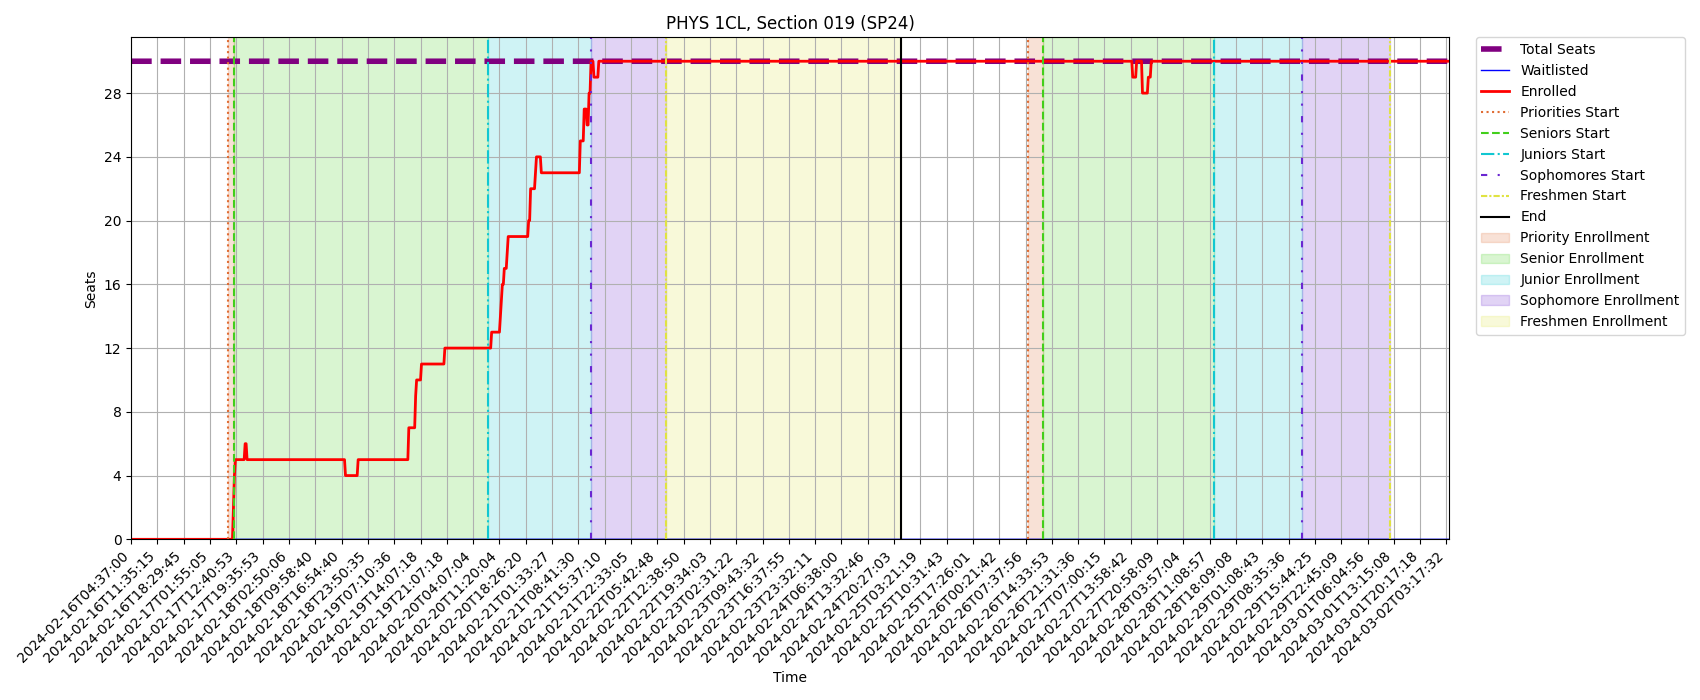 PHYS 1CL, Section 019 (SP24)
Seats
28
24
20
16
12
8
4
0
2024-02-16T04:37:00
2024-02-16T11:35:15
2024-02-16T18:29:45
2024-02-17T01:55:05
2024-02-17T12:40:53
2024-02-17T19:35:53
2024-02-18T02:50:06
2024-02-18T09:58:40
2024-02-18T16:54:40
2024-02-18T23:50:35
2024-02-19T07:10:36
2024-02-19T14:07:18
2024-02-19T21:07:18
2024-02-20T04:07:04
2024-02-20T11:20:04
2024-02-20T18:26:20
2024-02-21T01:33:27
2024-02-21T08:41:30
2024-02-21T15:37:10
2024-02-21T22:33:05
2024-02-22T05:42:48
2024-02-22T12:38:50
2024-02-22T19:34:03
2024-02-23T02:31:22
2024-02-23T09:43:32
2024-02-23T16:37:55
2024-02-23T23:32:11
2024-02-24T06:38:00
2024-02-24T13:32:46
2024-02-24T20:27:03
2024-02-25T03:21:19
2024-02-25T10:31:43
2024-02-25T17:26:01
2024-02-26T00:21:42
2024-02-26T07:37:56
2024-02-26T14:33:53
2024-02-26T21:31:36
2024-02-27T07:00:15
2024-02-27T13:58:42
2024-02-27T20:58:09
2024-02-28T03:57:04
2024-02-28T11:08:57
2024-02-28T18:09:08
2024-02-29T01:08:43
2024-02-29T08:35:36
2024-02-29T15:44:25
2024-02-29T22:45:09
2024-03-01T06:04:56
2024-03-01T13:15:08
2024-03-01T20:17:18
2024-03-02T03:17:32
Time
Total Seats
Waitlisted
Enrolled
Priorities Start
Seniors Start
Juniors Start
Sophomores Start
Freshmen Start
End
Priority Enrollment
Senior Enrollment
Junior Enrollment
Sophomore Enrollment
Freshmen Enrollment